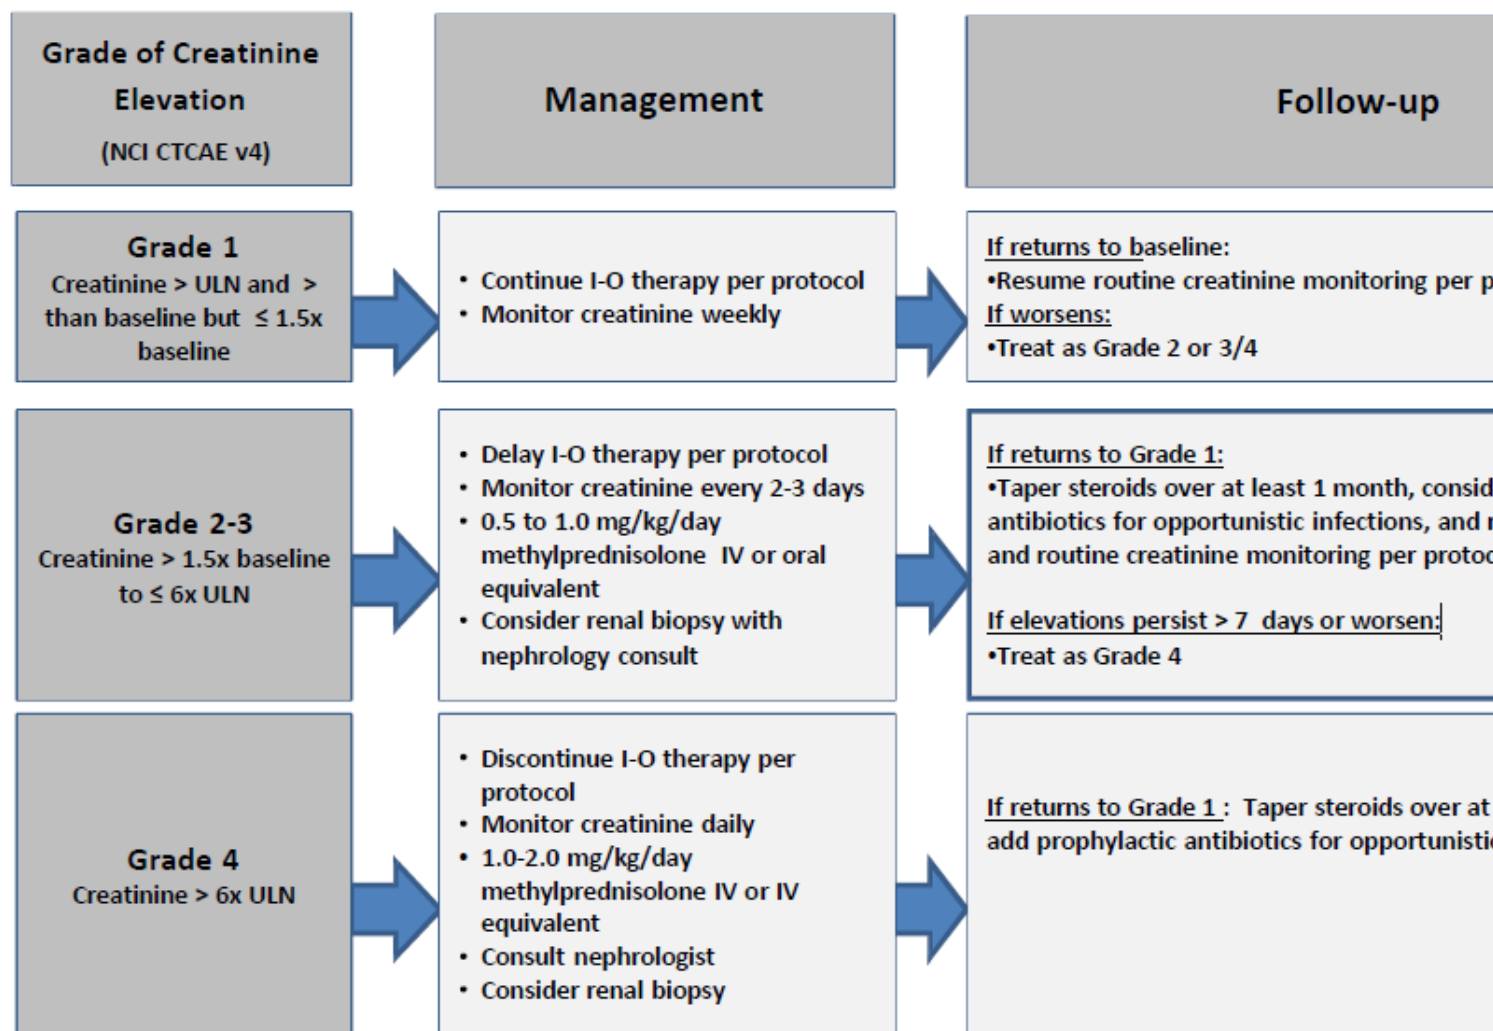 Grade of Creatinine
Elevation
(NCI CTCAE v4)
Management
Follow-up
Grade 1
Creatinine > ULN and >
than baseline but ≤ 1.5x
baseline
• Continue I-O therapy per protocol
• Monitor creatinine weekly
If returns to baseline:
•Resume routine creatinine monitoring per
If worsens:
•Treat as Grade 2 or 3/4
Grade 2-3
Creatinine > 1.5x baseline
to ≤ 6x ULN
• Delay I-O therapy per protocol
• Monitor creatinine every 2-3 days
• 0.5 to 1.0 mg/kg/day
methylprednisolone IV or oral
equivalent
• Consider renal biopsy with
nephrology consult
If returns to Grade 1:
•Taper steroids over at least 1 month,
antibiotics for opportunistic infections, and
and routine creatinine monitoring per
If elevations persist > 7 days or worsen:
•Treat as Grade 4
Grade 4
Creatinine > 6x ULN
• Discontinue I-O therapy per
protocol
• Monitor creatinine daily
• 1.0-2.0 mg/kg/day
methylprednisolone IV or IV
equivalent
• Consult nephrologist
• Consider renal biopsy
If returns to Grade 1 : Taper steroids over at
add prophylactic antibiotics for